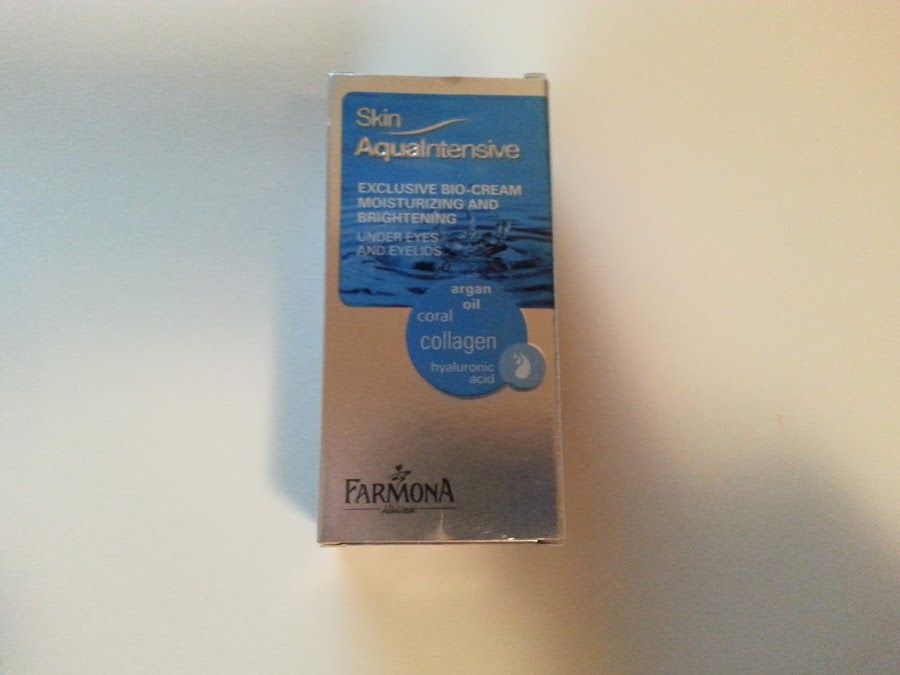 Skin
AquaIntensive
EXCLUSIVE BIO-CREAM
MOISTURIZING AND
BRIGHTENING
UNDER EYES
AND EYELIDS
argan
oil
coral
collagen
hyaluronic
acid
FARMONA